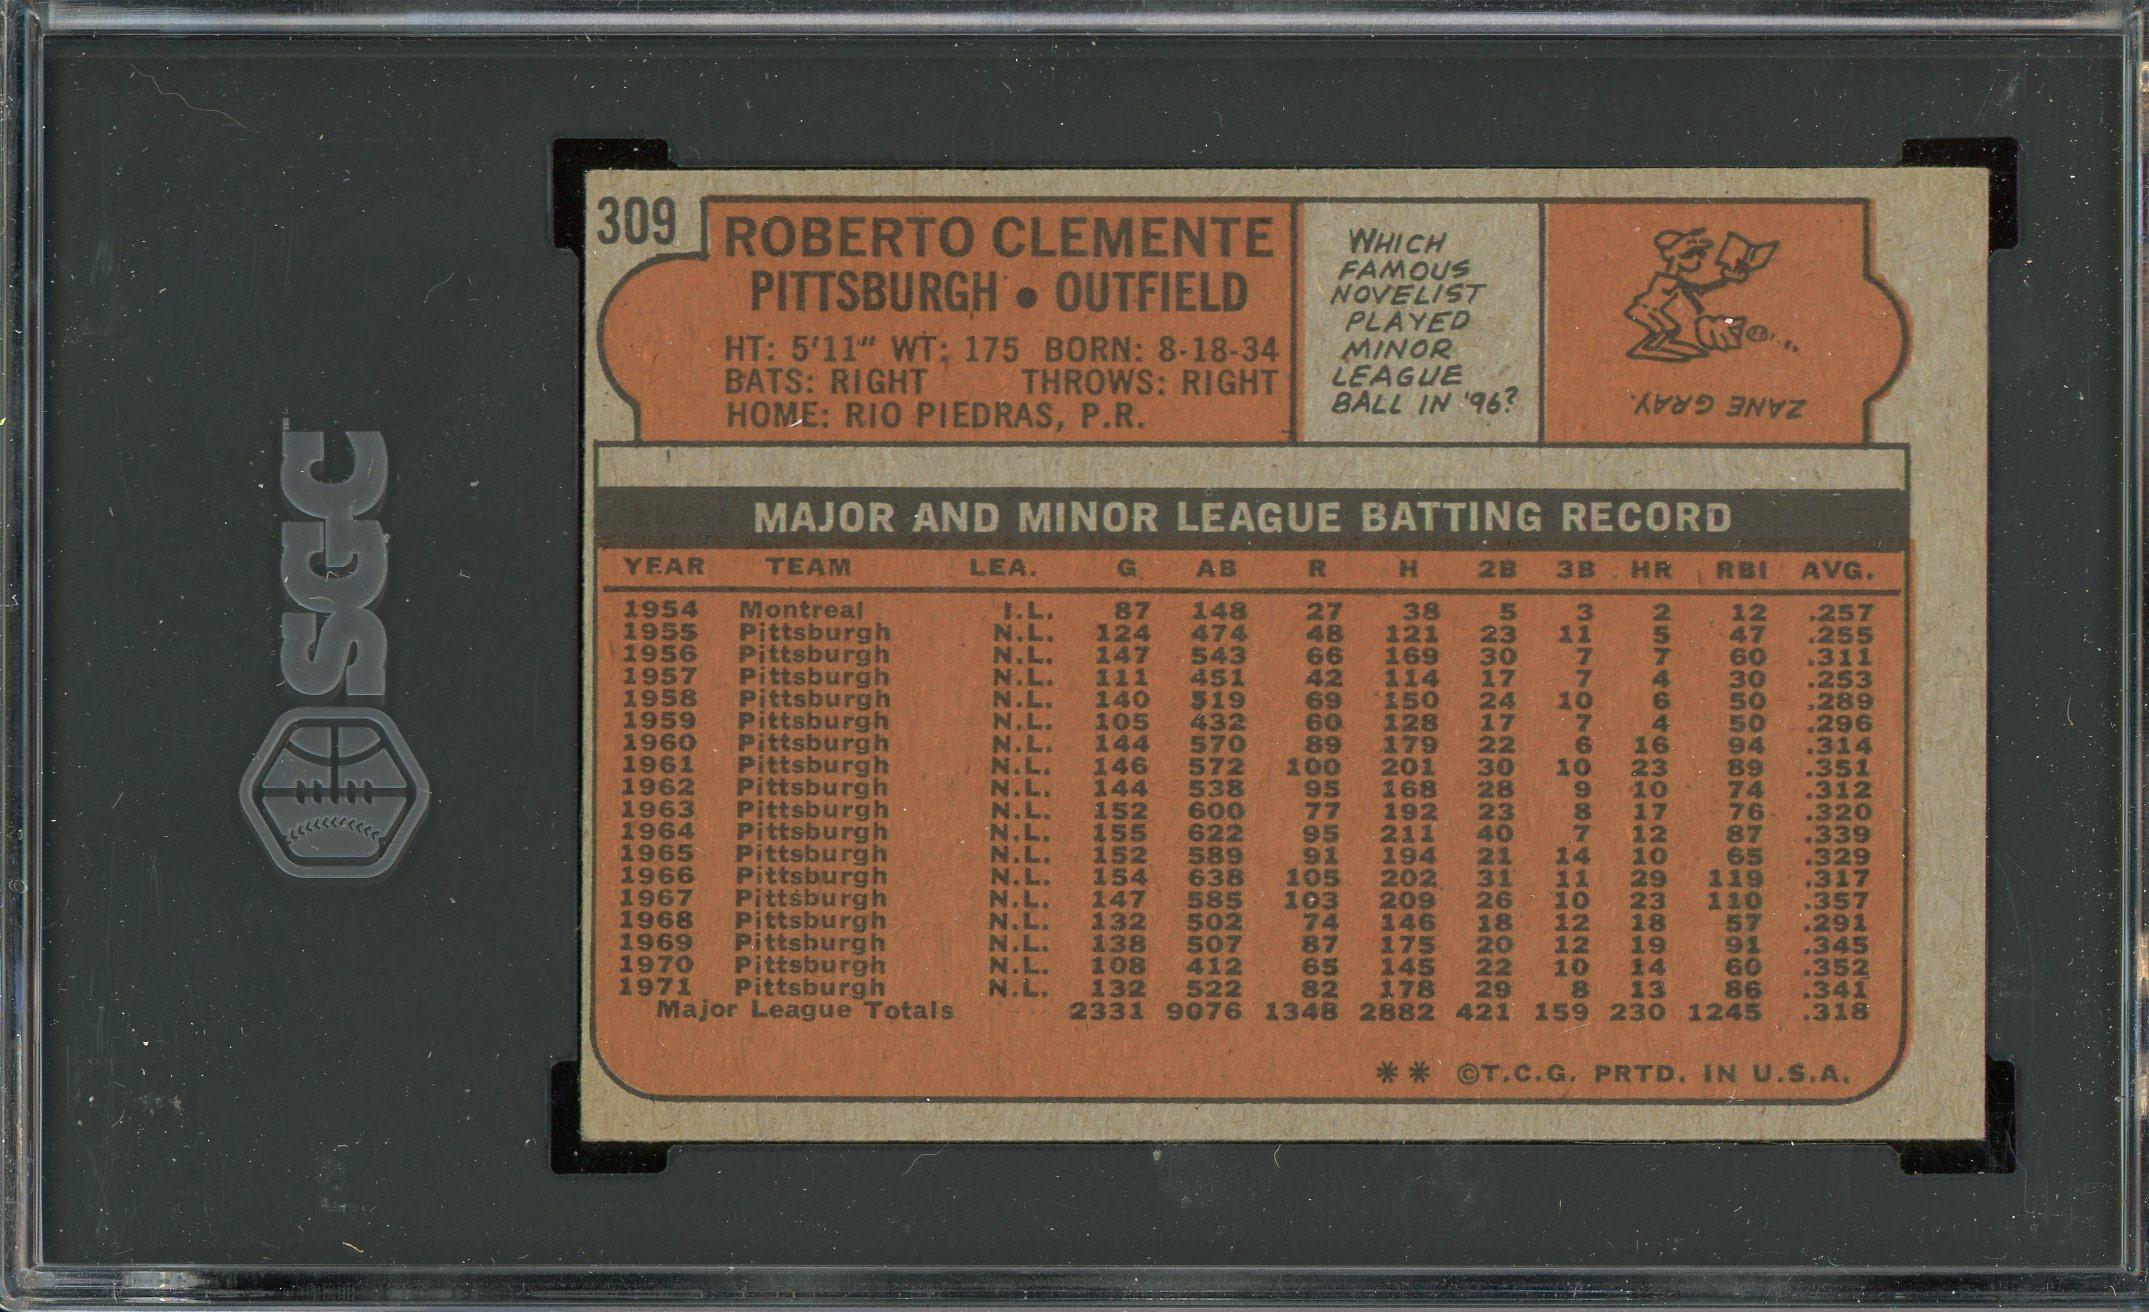 SGC
309
ROBERTO CLEMENTE
PITTSBURGH • OUTFIELD
HT: 5'11" WT: 175 BORN: 8-18-34
BATS: RIGHT THROWS: RIGHT
HOME: RIO PIEDRAS, P.R.
WHICH
FAMOUS
NOVELIST
PLAYED
MINOR
LEAGUE
BALL IN '96?
ZANE GRAY.
MAJOR AND MINOR LEAGUE BATTING RECORD
YEAR TEAM LEA. G AB R H 2B 3B HR RBI AVG.
1954 Montreal I.L. 87 148 27 38 5 3 2 12 .257
1955 Pittsburgh N.L. 124 474 48 121 23 11 5 47 .255
1956 Pittsburgh N.L. 147 543 66 169 30 7 7 60 .311
1957 Pittsburgh N.L. 111 451 42 114 17 7 4 30 .253
1958 Pittsburgh N.L. 140 519 69 150 24 10 6 50 .289
1959 Pittsburgh N.L. 105 432 60 128 17 7 4 50 .296
1960 Pittsburgh N.L. 144 570 89 179 22 6 16 94 .314
1961 Pittsburgh N.L. 146 572 100 201 30 10 23 89 .351
1962 Pittsburgh N.L. 144 538 95 168 28 9 10 74 .312
1963 Pittsburgh N.L. 152 600 77 192 23 8 17 76 .320
1964 Pittsburgh N.L. 155 622 95 211 40 7 12 87 .339
1965 Pittsburgh N.L. 152 589 91 194 21 14 10 65 .329
1966 Pittsburgh N.L. 154 638 105 202 31 11 29 119 .317
1967 Pittsburgh N.L. 147 585 103 209 26 10 23 110 .357
1968 Pittsburgh N.L. 132 502 74 146 18 12 18 57 .291
1969 Pittsburgh N.L. 138 507 87 175 20 12 19 91 .345
1970 Pittsburgh N.L. 108 412 65 145 22 10 14 60 .352
1971 Pittsburgh N.L. 132 522 82 178 29 8 13 86 .341
Major League Totals 2331 9076 1348 2882 421 159 230 1245 .318
** ©T.C.G. PRTD. IN U.S.A.